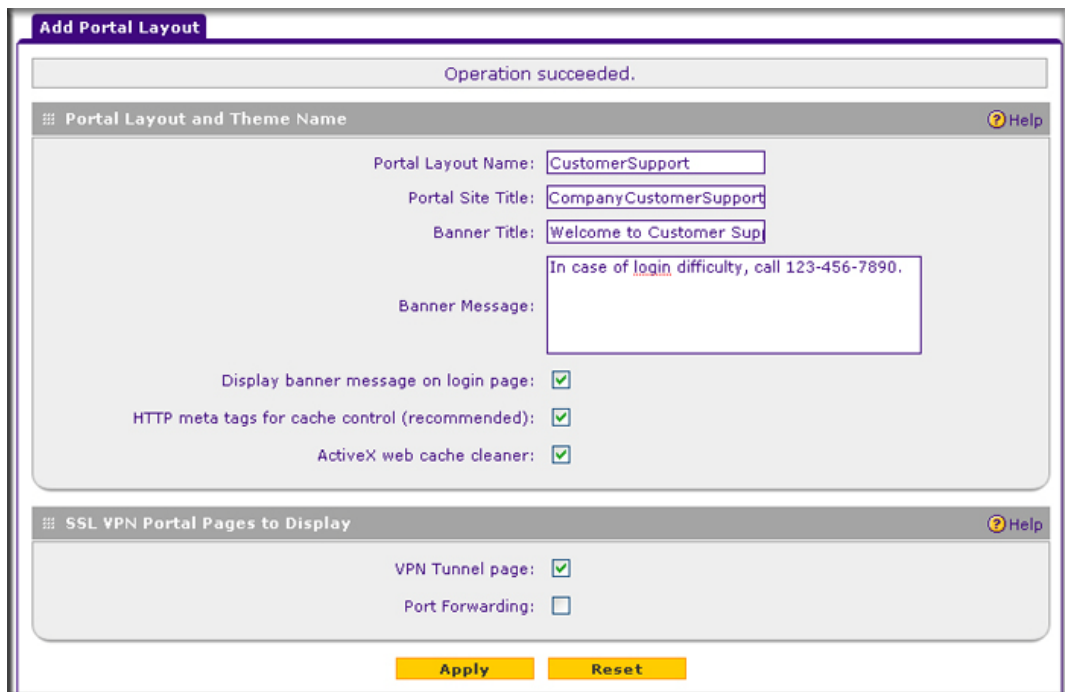 Add Portal Layout
Operation succeeded.
Portal Layout and Theme Name
Help
Portal Layout Name: CustomerSupport
Portal Site Title: CompanyCustomerSupport
Banner Title: Welcome to Customer Sup
Banner Message: In case of login difficulty, call 123-456-7890.
Display banner message on login page:
HTTP meta tags for cache control (recommended):
ActiveX web cache cleaner:
SSL VPN Portal Pages to Display
Help
VPN Tunnel page:
Port Forwarding:
Apply Reset